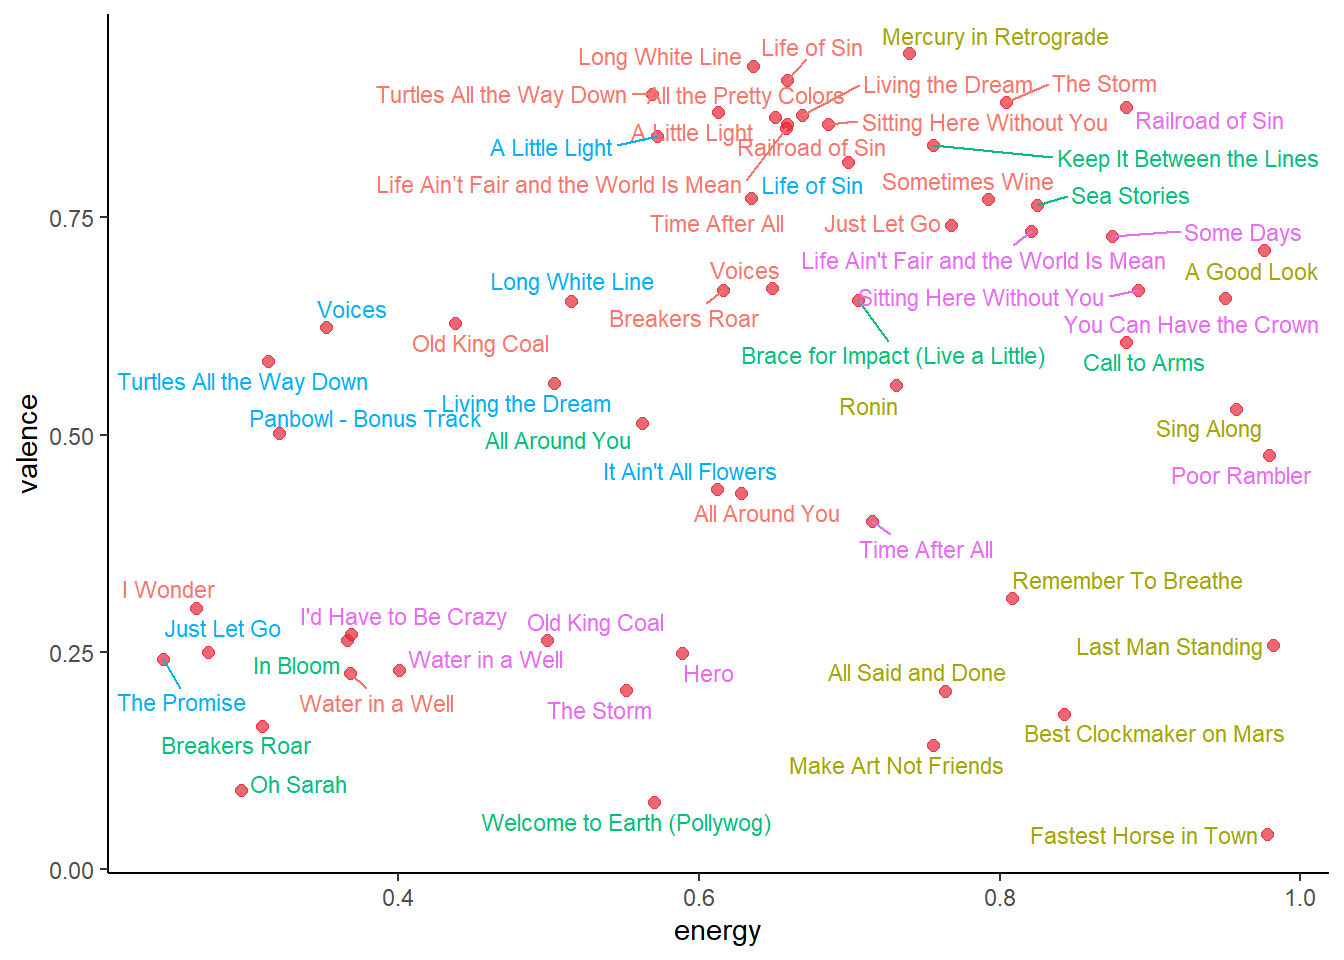 Mercury in Retrograde
Life of Sin
Long White Line
Living the Dream
The Storm
Turtles All the Way Down
All the Pretty Colors
Railroad of Sin
Sitting Here Without You
A Little Light
A Little Light
Railroad of Sin
Keep It Between the Lines
Life Ain’t Fair and the World Is Mean
Life of Sin
Sometimes Wine
Sea Stories
0.75
Time After All
Just Let Go
Some Days
Life Ain't Fair and the World Is Mean
Voices
A Good Look
Long White Line
Sitting Here Without You
Voices
Breakers Roar
You Can Have the Crown
Old King Coal
Brace for Impact (Live a Little)
Call to Arms
Turtles All the Way Down
Living the Dream
Ronin
Panbowl - Bonus Track
Sing Along
0.50
All Around You
valence
It Ain't All Flowers
Poor Rambler
All Around You
Time After All
I Wonder
Remember To Breathe
I'd Have to Be Crazy
Old King Coal
Just Let Go
Last Man Standing
0.25
In Bloom
Water in a Well
Hero
All Said and Done
The Promise
Water in a Well
The Storm
Best Clockmaker on Mars
Breakers Roar
Make Art Not Friends
Oh Sarah
Welcome to Earth (Pollywog)
Fastest Horse in Town
0.00
0.4
0.6
0.8
1.0
energy